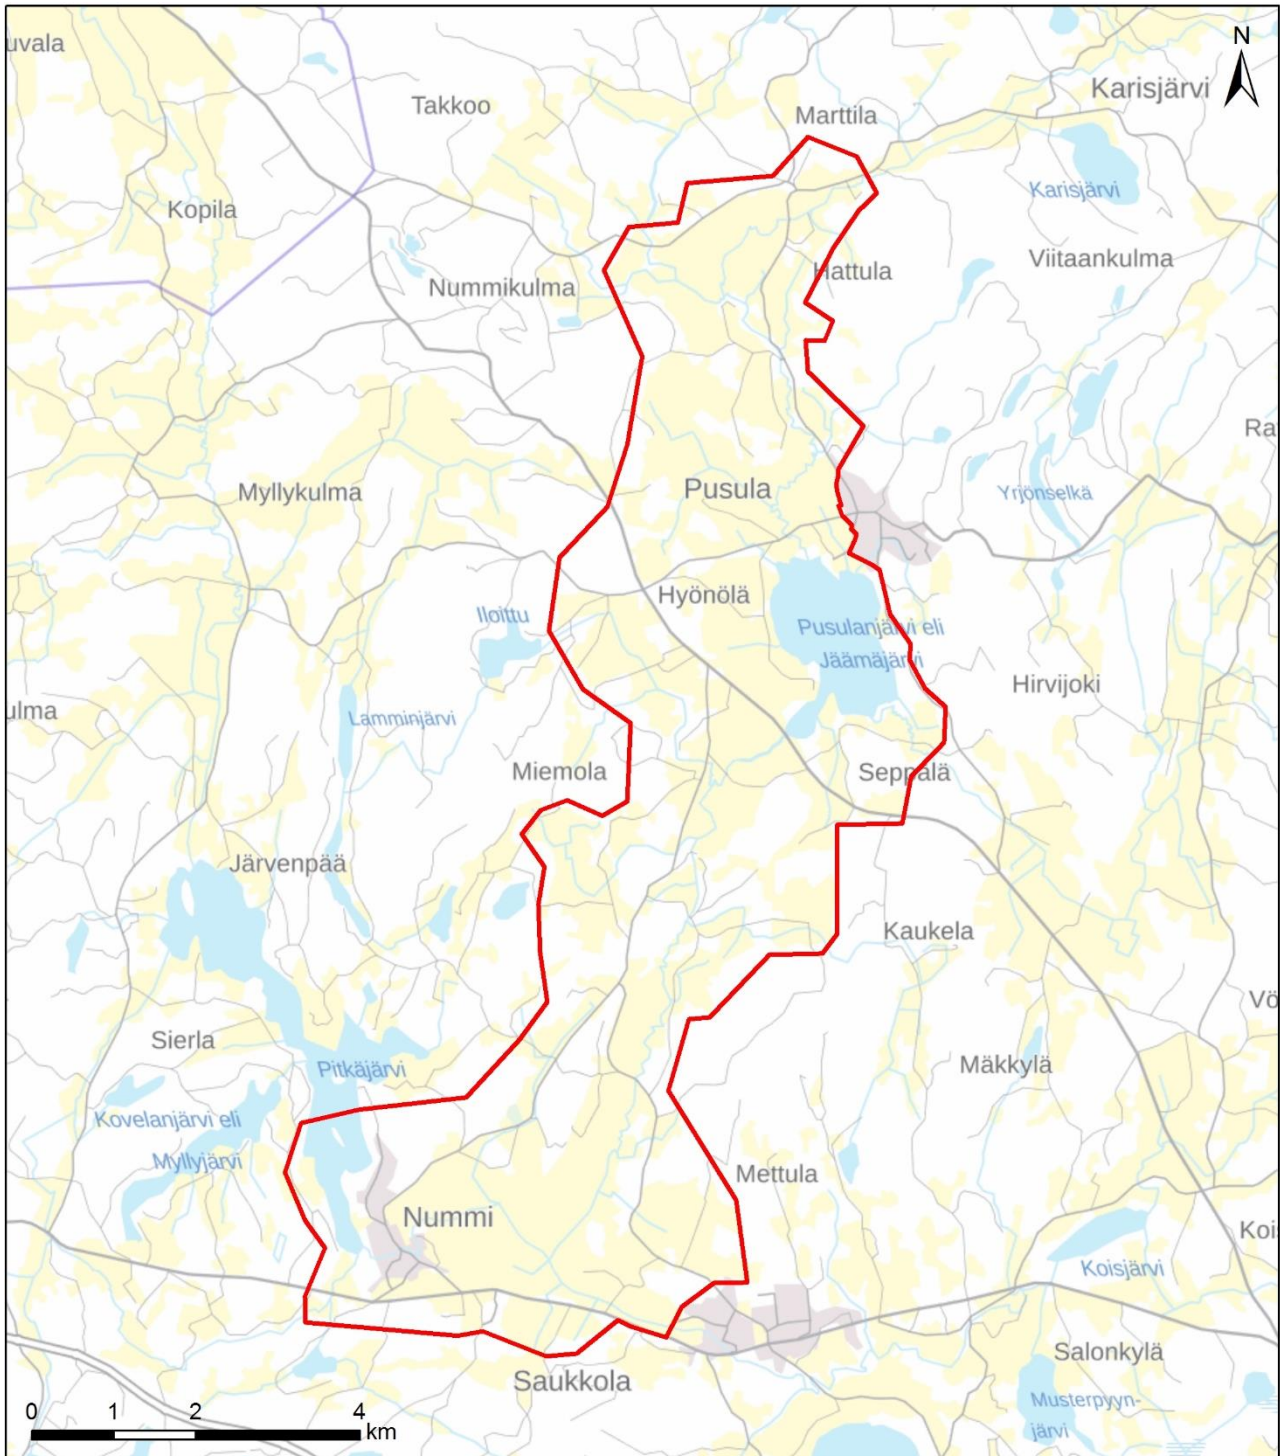 N
uvala
Karisjärvi
Takkoo
Marttila
Karisjärvi
Kopila
Viitaankulma
Hattula
Nummikulma
Ra
Pusula
Myllykulma
Yrjönselkä
Hyönölä
Iloittu
Pusulanjärvi eli
Jäämäjärvi
Hirvijoki
ulma
Lamminjärvi
Miemola
Seppälä
Järvenpää
Kaukela
Vö
Sierla
Pitkäjärvi
Mäkkylä
Kovelanjärvi eli
Myllyjärvi
Mettula
Nummi
Koi
Koisjärvi
Salonkylä
Saukkola
Musterpyyn-
järvi
0 1 2 4
km